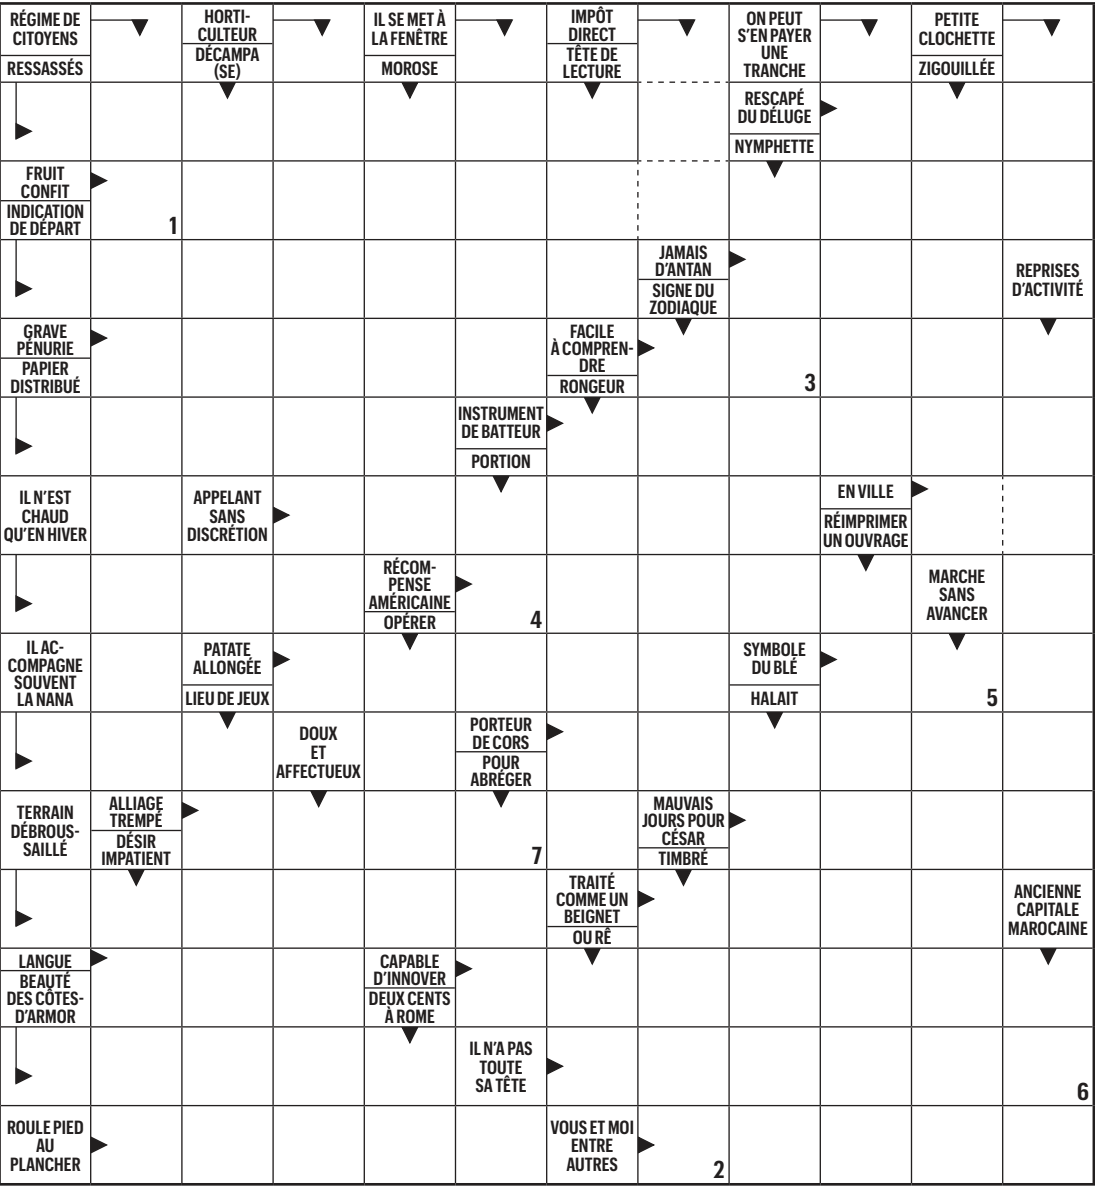 RÉGIME DE
CITOYENS
RESSASSÉS
HORTI-
CULTEUR
DÉCAMPA
(SE)
IL SE MET À
LA FENÊTRE
MOROSE
IMPÔT
DIRECT
TÊTE DE
LECTURE
ON PEUT
S'EN PAYER
UNE
TRANCHE
PETITE
CLOCHETTE
ZIGOUILLÉE
RESCAPÉ
DU DÉLUGE
NYMPHETTE
FRUIT
CONFIT
INDICATION
DE DÉPART
1
JAMAIS
D'ANTAN
SIGNE DU
ZODIAQUE
REPRISES
D'ACTIVITÉ
GRAVE
PÉNURIE
PAPIER
DISTRIBUÉ
FACILE
À COMPREN-
DRE
RONGEUR
3
INSTRUMENT
DE BATTEUR
PORTION
IL N'EST
CHAUD
QU'EN HIVER
APPELANT
SANS
DISCRÉTION
EN VILLE
RÉIMPRIMER
UN OUVRAGE
RÉCOM-
PENSE
AMÉRICAINE
OPÉRER
4
MARCHE
SANS
AVANCER
IL AC-
COMPAGNE
SOUVENT
LA NANA
PATATE
ALLONGÉE
LIEU DE JEUX
SYMBOLE
DU BLÉ
HALAIT
5
DOUX
ET
AFFECTUEUX
PORTEUR
DE CORS
POUR
ABRÉGER
TERRAIN
DÉBROUS-
SAILLÉ
ALLIAGE
TREMPÉ
DÉSIR
IMPATIENT
7
MAUVAIS
JOURS POUR
CÉSAR
TIMBRÉ
TRAITÉ
COMME UN
BEIGNET
OU RÊ
ANCIENNE
CAPITALE
MAROCAINE
LANGUE
BEAUTÉ
DES CÔTES-
D'ARMOR
CAPABLE
D'INNOVER
DEUX CENTS
À ROME
IL N'A PAS
TOUTE
SA TÊTE
6
ROULE PIED
AU
PLANCHER
VOUS ET MOI
ENTRE
AUTRES
2